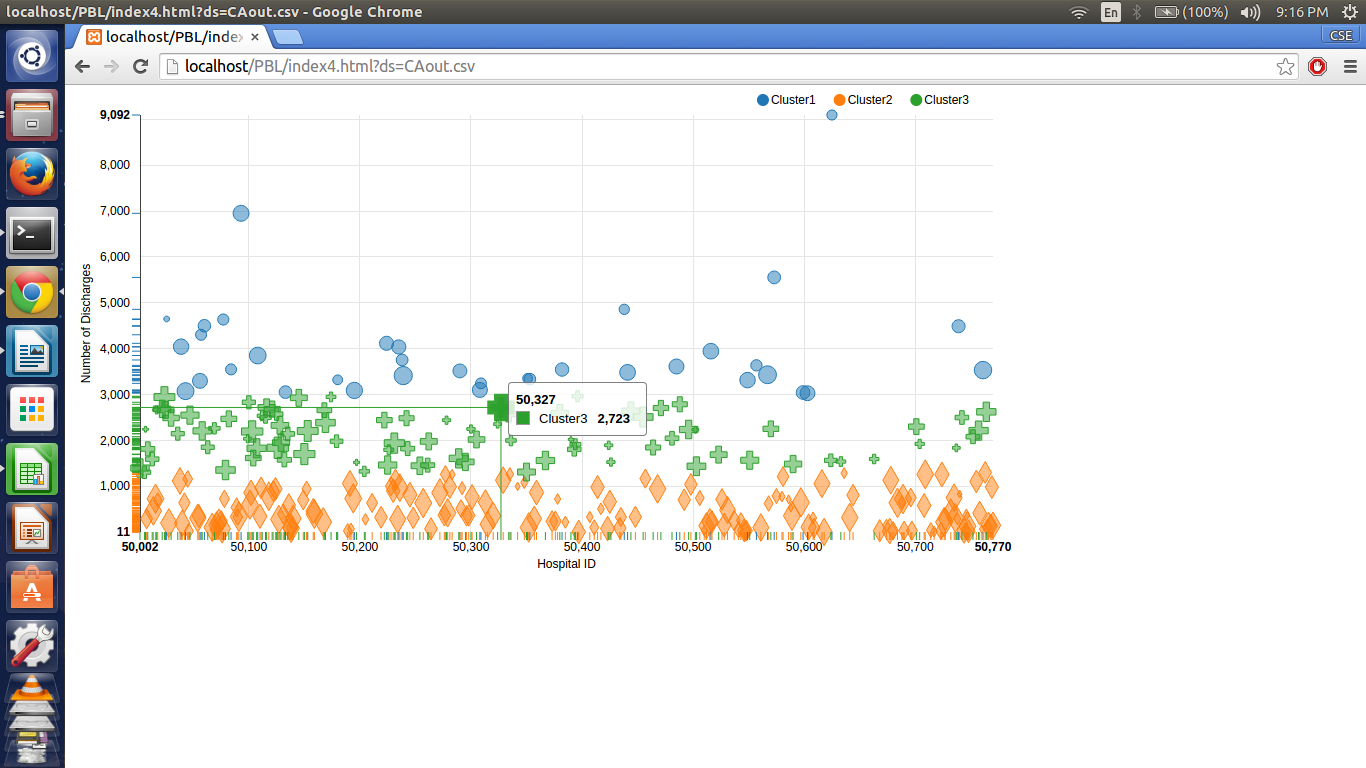 localhost/PBL/index4.html?ds=CAout.csv - Google Chrome
En (100%) 9:16 PM
localhost/PBL/inde × CSE
localhost/PBL/index4.html?ds=CAout.csv
Cluster1 Cluster2 Cluster3
9,092
8,000
7,000
6,000
5,000
4,000
3,000
2,000
1,000
11
Number of Discharges
50,327
Cluster3 2,723
50,002 50,100 50,200 50,300 50,400 50,500 50,600 50,700 50,770
Hospital ID